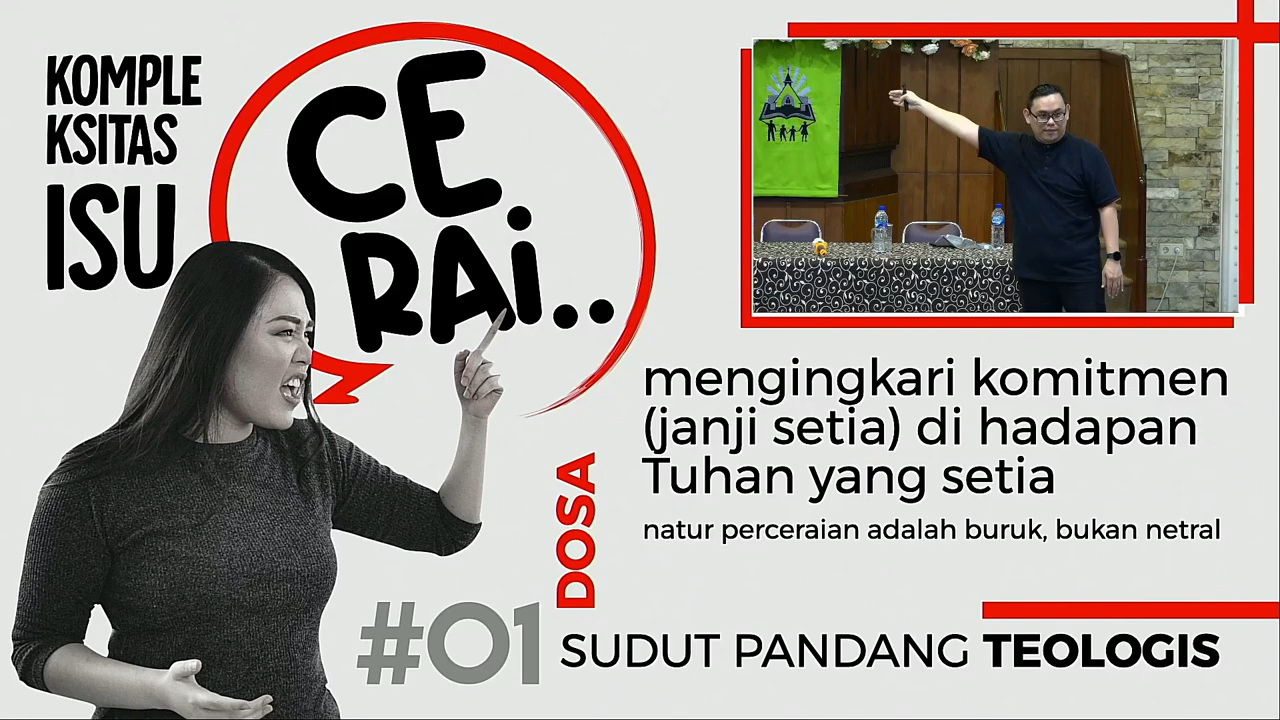 KOMPLE
KSITAS
ISU
CE
RAi..
mengingkari komitmen
(janji setia) di hadapan
Tuhan yang setia
natur perceraian adalah buruk, bukan netral
DOSA
#01 SUDUT PANDANG TEOLOGIS